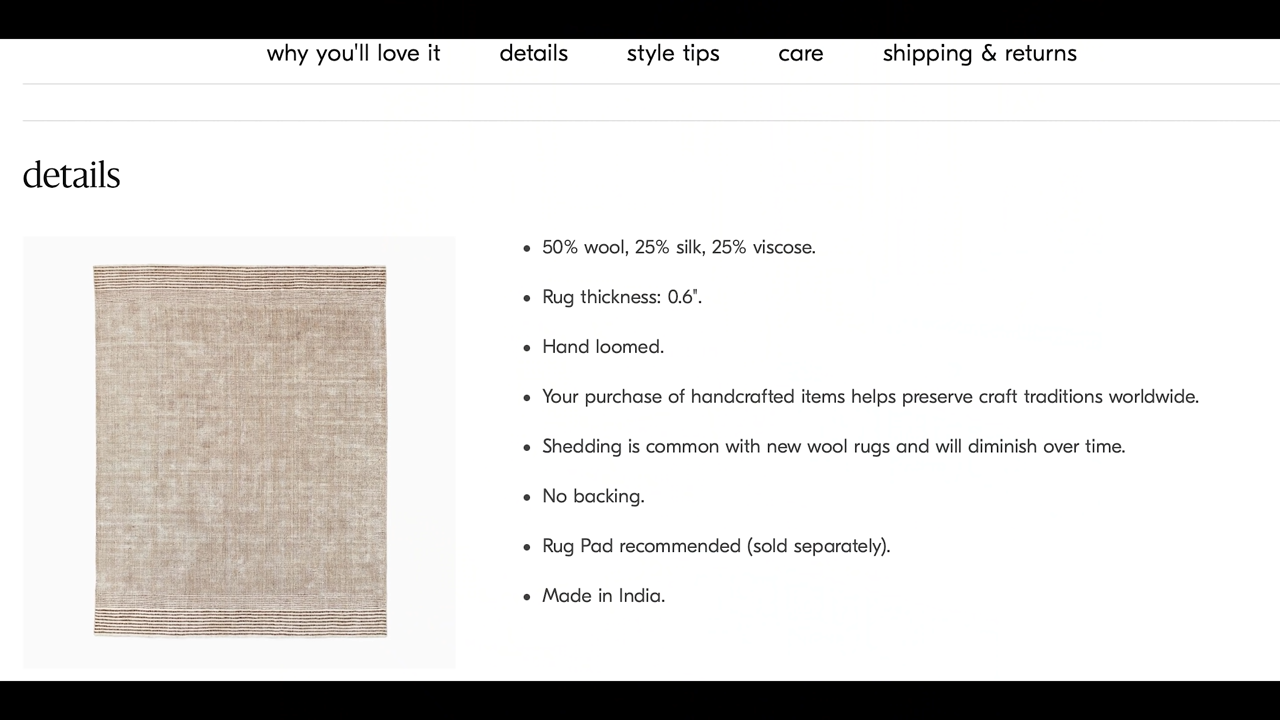 why you'll love it details style tips care shipping & returns
details
• 50% wool, 25% silk, 25% viscose.
• Rug thickness: 0.6".
• Hand loomed.
• Your purchase of handcrafted items helps preserve craft traditions worldwide.
• Shedding is common with new wool rugs and will diminish over time.
• No backing.
• Rug Pad recommended (sold separately).
• Made in India.